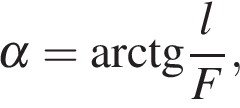 α = arctg l/F,